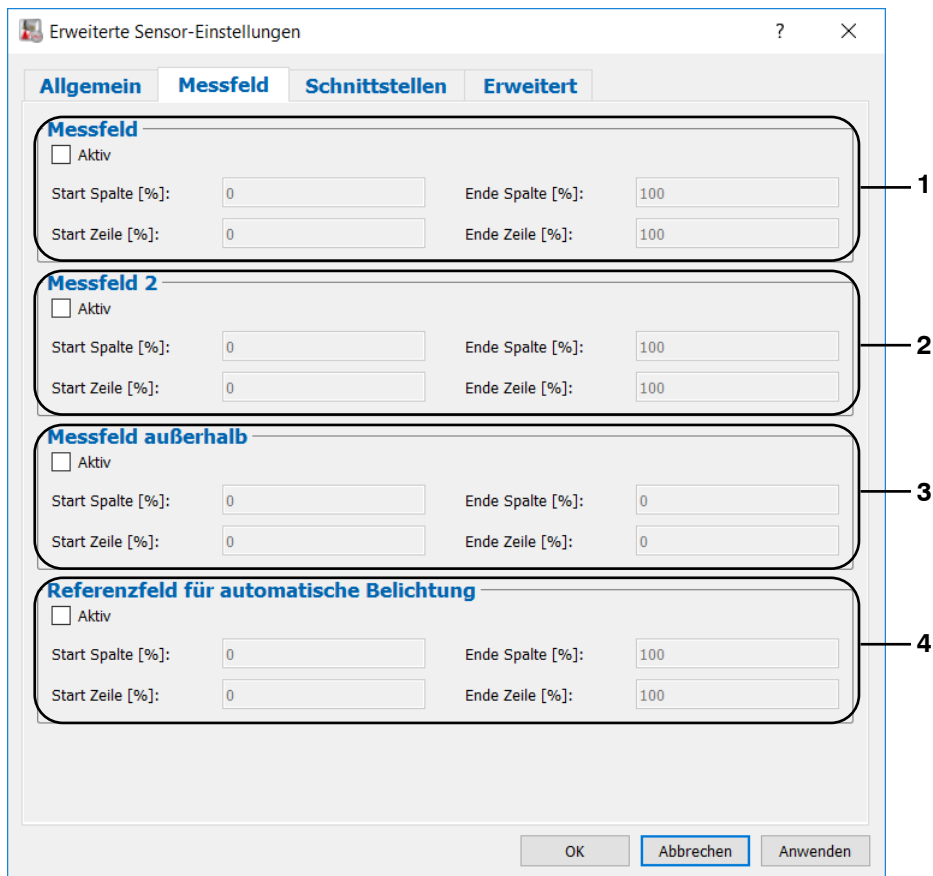 Erweiterte Sensor-Einstellungen ?
Allgemein Messfeld Schnittstellen Erweitert
Messfeld
Aktiv
Start Spalte [%]: 0 Ende Spalte [%]: 100
1
Start Zeile [%]: 0 Ende Zeile [%]: 100
Messfeld 2
Aktiv
Start Spalte [%]: 0 Ende Spalte [%]: 100
2
Start Zeile [%]: 0 Ende Zeile [%]: 100
Messfeld außerhalb
Aktiv
Start Spalte [%]: 0 Ende Spalte [%]: 0
3
Start Zeile [%]: 0 Ende Zeile [%]: 0
Referenzfeld für automatische Belichtung
Aktiv
Start Spalte [%]: 0 Ende Spalte [%]: 100
4
Start Zeile [%]: 0 Ende Zeile [%]: 100
OK Abbrechen Anwenden